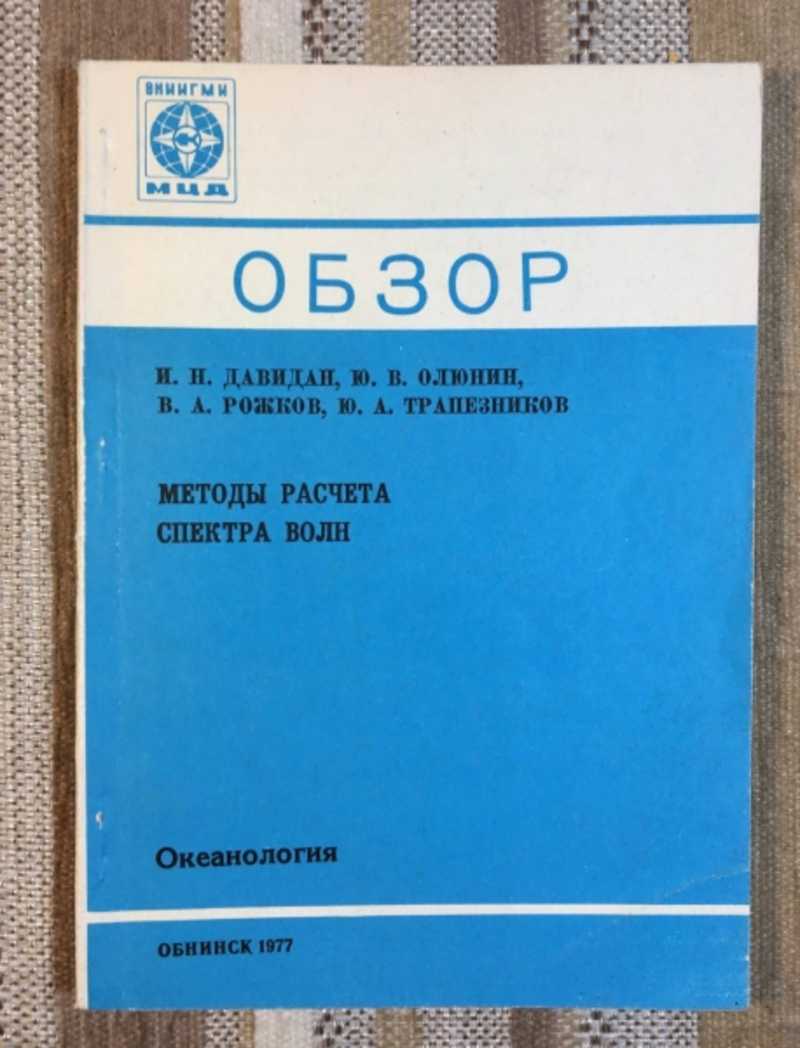 ВНИИГМИ
МЦД
ОБЗОР
И. Н. ДАВИДАН, Ю. В. ОЛЮНИН,
В. А. РОЖКОВ, Ю. А. ТРАПЕЗНИКОВ
МЕТОДЫ РАСЧЕТА
СПЕКТРА ВОЛН
Океанология
ОБНИНСК 1977